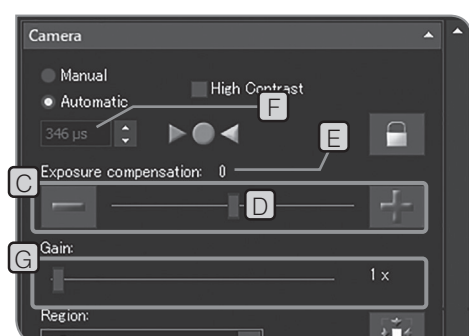 Camera
Manual
High Contrast
Automatic
F
346 µs
E
Exposure compensation: 0
C
D
Gain:
G
1 x
Region: